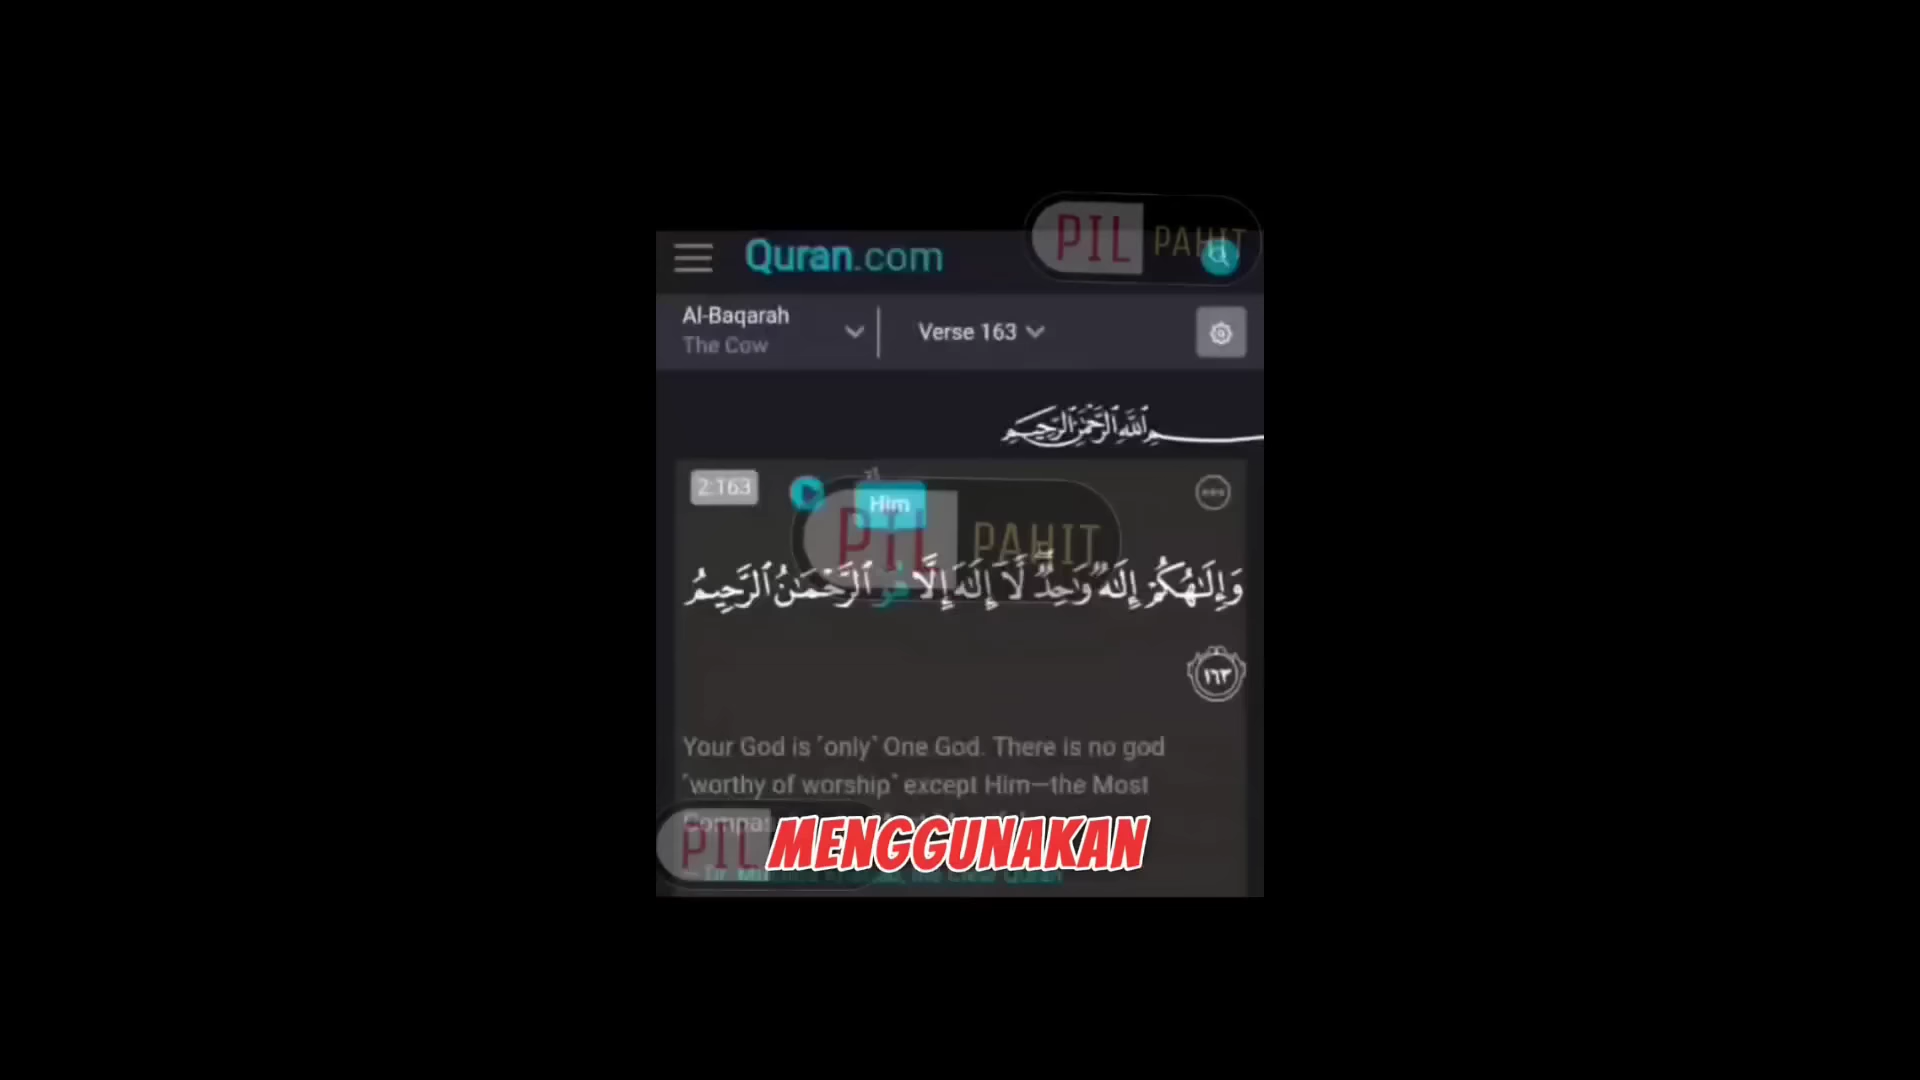 PIL PAHIT
Quran.com
Al-Baqarah
The Cow
Verse 163
ـــمِ ٱللَّهِ ٱلرَّحْمَٰنِ ٱلرَّحِيمِ
2:163
Him
PIL PAHIT
وَإِلَـٰهُكُمْ إِلَـٰهٌ وَٰحِدٌ ۖ لَّآ إِلَـٰهَ إِلَّا هُوَ ٱلرَّحْمَـٰنُ ٱلرَّحِيمُ
١٦٣
Your God is ˹only˺ One God. There is no god
˹worthy of worship˺ except Him—the Most
PIL
MENGGUNAKAN